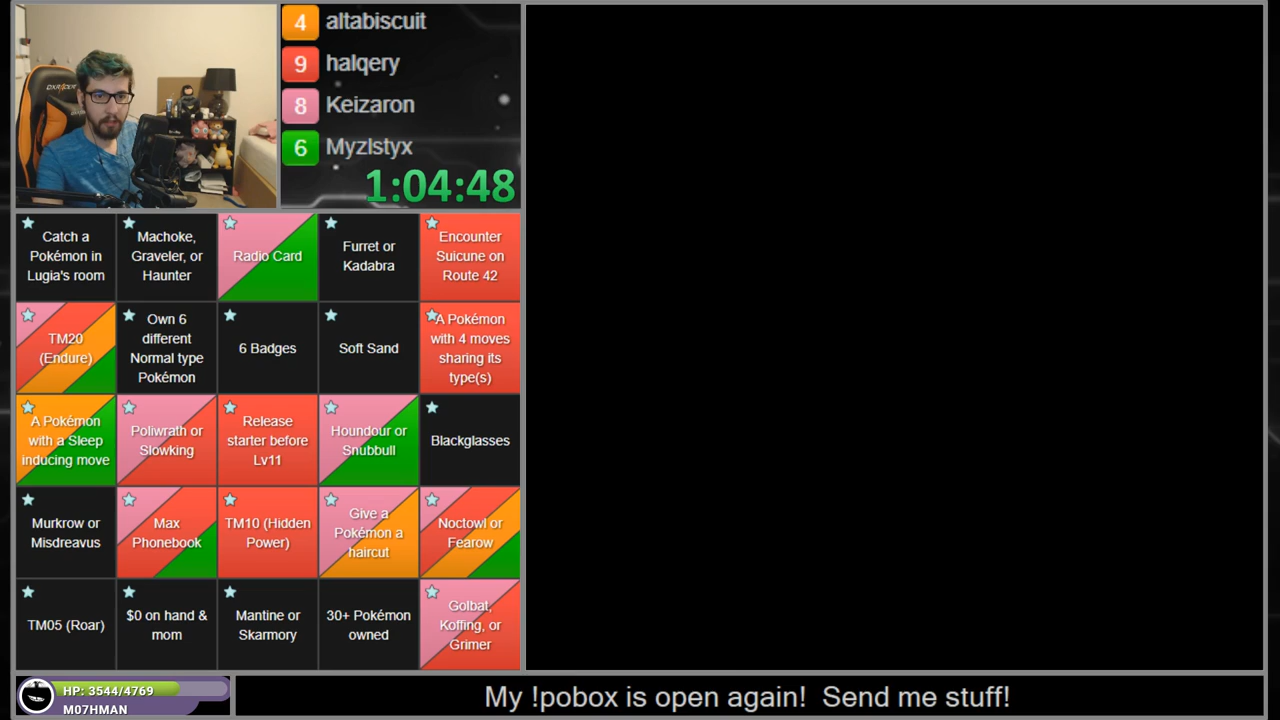 4 altabiscuit
9 halqery
8 Keizaron
6 Myzlstyx
1:04:48
Catch a
Pokémon in
Lugia's room
Machoke,
Graveler, or
Haunter
Radio Card
Furret or
Kadabra
Encounter
Suicune on
Route 42
TM20
(Endure)
Own 6
different
Normal type
Pokémon
6 Badges
Soft Sand
A Pokémon
with 4 moves
sharing its
type(s)
A Pokémon
with a Sleep
inducing move
Poliwrath or
Slowking
Release
starter before
Lv11
Houndour or
Snubbull
Blackglasses
Murkrow or
Misdreavus
Max
Phonebook
TM10 (Hidden
Power)
Give a
Pokémon a
haircut
Noctowl or
Fearow
TM05 (Roar)
$0 on hand &
mom
Mantine or
Skarmory
30+ Pokémon
owned
Golbat,
Koffing, or
Grimer
HP: 3544/4769
M07HMAN
My !pobox is open again! Send me stuff!